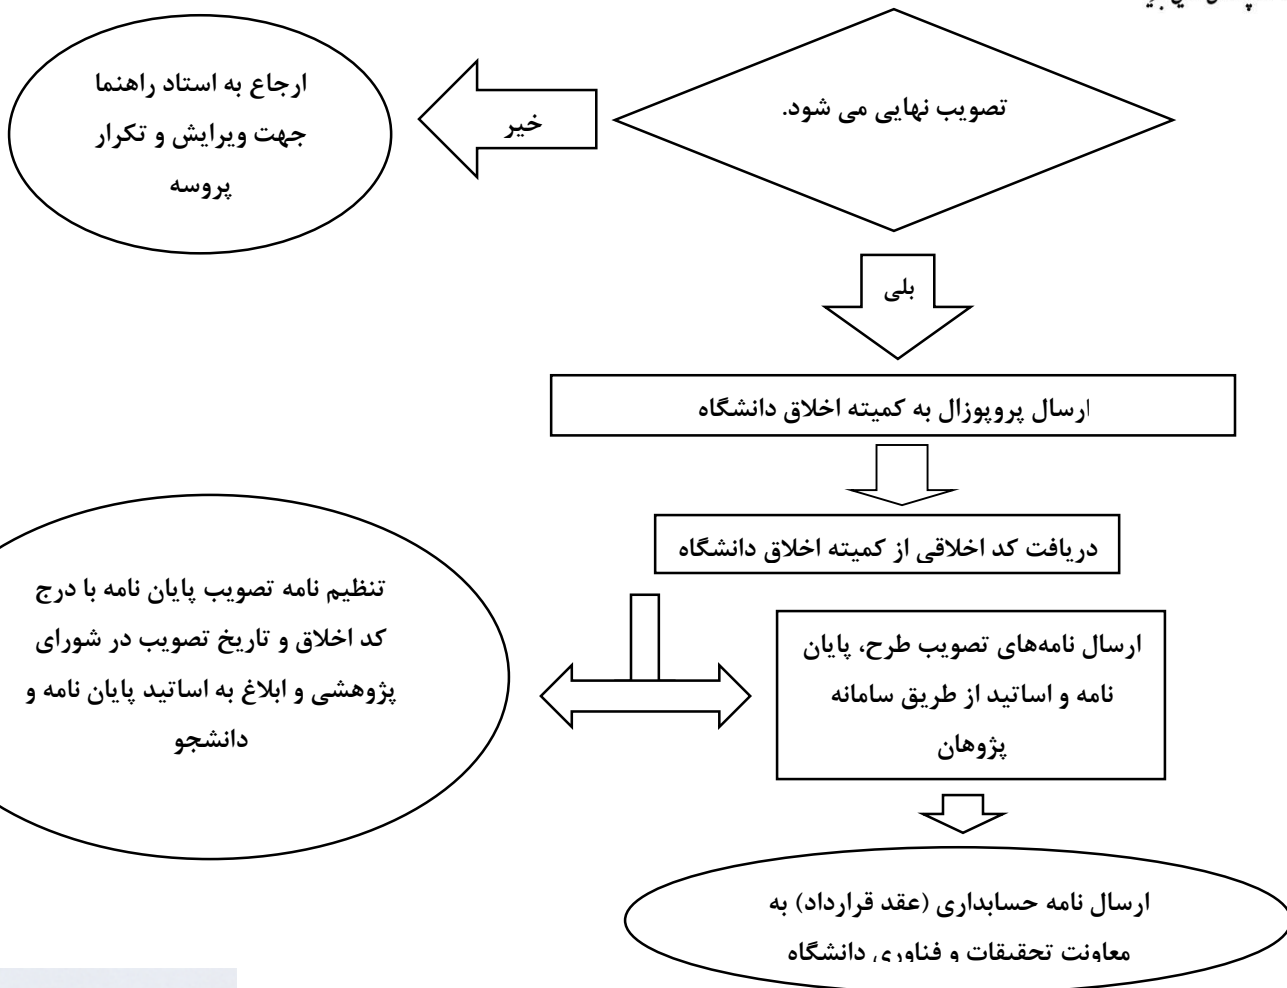 تصویب نهایی می شود.
خیر
ارجاع به استاد راهنما
جهت ویرایش و تکرار
پروسه
بلی
ارسال پروپوزال به کمیته اخلاق دانشگاه
دریافت کد اخلاقی از کمیته اخلاق دانشگاه
ارسال نامه‌های تصویب طرح، پایان
نامه و اساتید از طریق سامانه
پژوهان
تنظیم نامه تصویب پایان نامه با درج
کد اخلاق و تاریخ تصویب در شورای
پژوهشی و ابلاغ به اساتید پایان نامه و
دانشجو
ارسال نامه حسابداری (عقد قرارداد) به
معاونت تحقیقات و فناوری دانشگاه